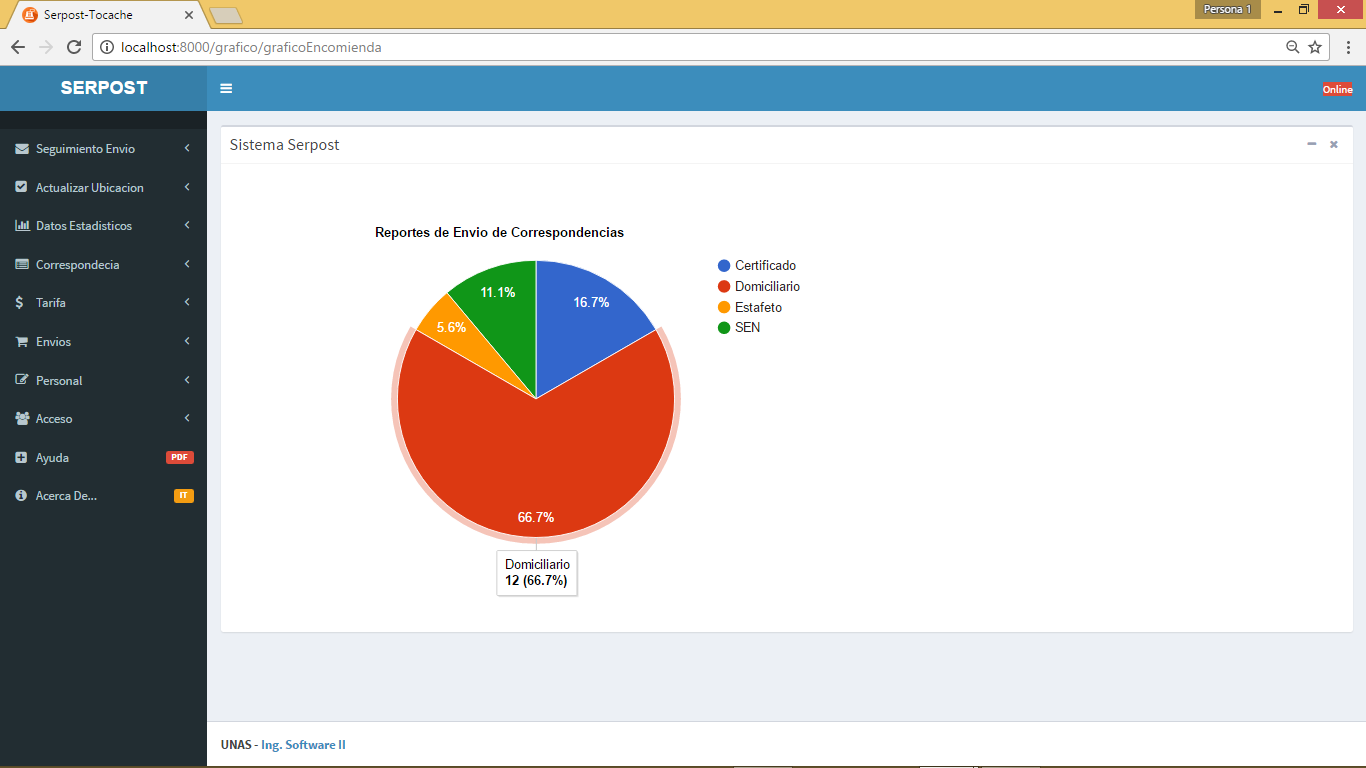 Serpost-Tocache
Persona 1
localhost:8000/grafico/graficoEncomienda
SERPOST
Online
Seguimiento Envio
Actualizar Ubicacion
Datos Estadisticos
Correspondecia
Tarifa
Envios
Personal
Acceso
Ayuda PDF
Acerca De... IT
Sistema Serpost
Reportes de Envio de Correspondencias
Certificado
Domiciliario
Estafeto
SEN
11.1%
16.7%
5.6%
66.7%
Domiciliario
12 (66.7%)
UNAS - Ing. Software II